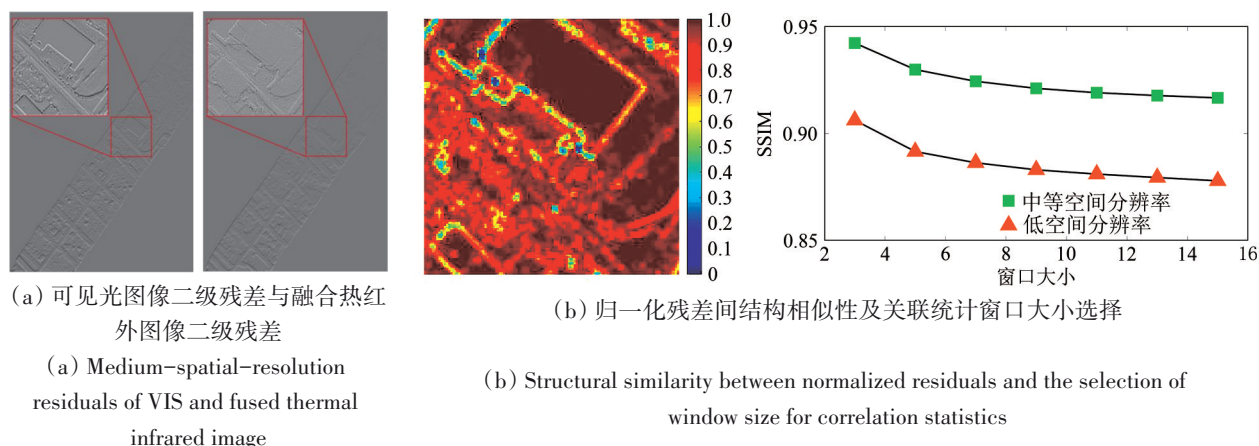 1.0
0.9
0.8
0.7
0.6
0.5
0.4
0.3
0.2
0.1
0
0.95
0.90
0.85
SSIM
中等空间分辨率
低空间分辨率
2 4 6 8 10 12 14 16
窗口大小
(a) 可见光图像二级残差与融合热红
外图像二级残差
(a) Medium-spatial-resolution
residuals of VIS and fused thermal
infrared image
(b) 归一化残差间结构相似性及关联统计窗口大小选择
(b) Structural similarity between normalized residuals and the selection of
window size for correlation statistics